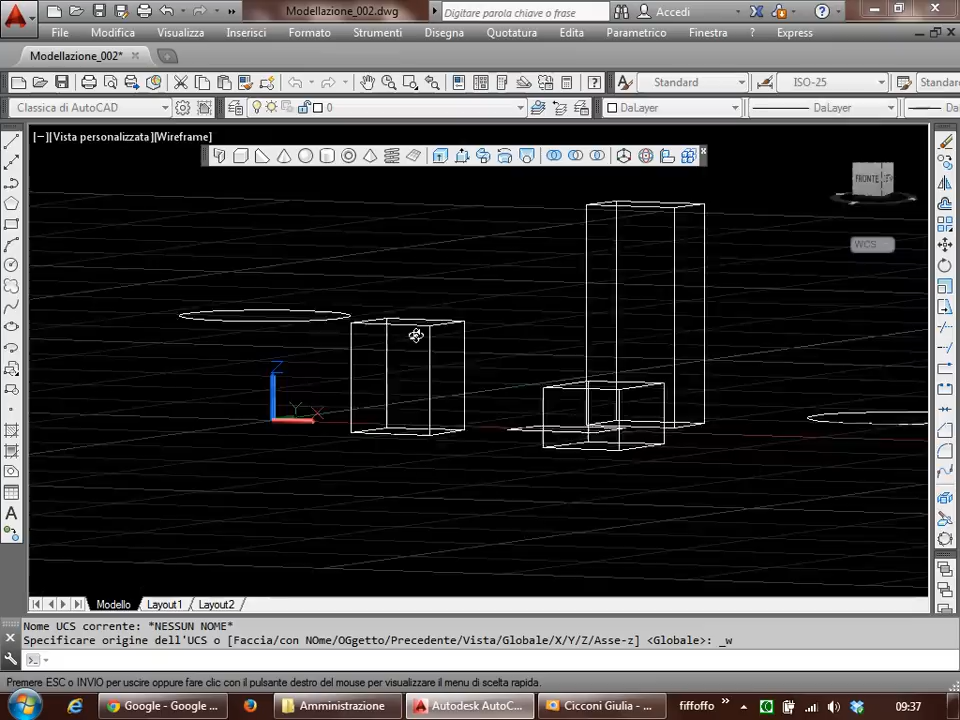 Modellazione_002.dwg
Digitare parola chiave o frase
Accedi
File
Modifica
Visualizza
Inserisci
Formato
Strumenti
Disegna
Quotatura
Edita
Parametrico
Finestra
?
Express
Modellazione_002*
Standard
ISO-25
Standard
Classica di AutoCAD
0
DaLayer
DaLayer
[−][Vista personalizzata][Wireframe]
FRONTE
WCS
Z
Y
X
Modello
Layout1
Layout2
Nome UCS corrente: *NESSUN NOME*
Specificare origine dell'UCS o [Faccia/con NOme/OGgetto/Precedente/Vista/Globale/X/Y/Z/Asse-z] <Globale>: _w
Premere ESC o INVIO per uscire oppure fare clic con il pulsante destro del mouse per visualizzare il menu di scelta rapida.
Google - Google ...
Amministrazione
Autodesk AutoC...
Cicconi Giulia - ...
fiffoffo
09:37